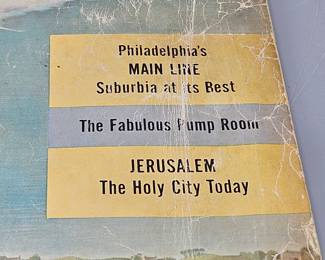 Philadelphia's
MAIN LINE
Suburbia at its Best
The Fabulous Pump Room
JERUSALEM
The Holy City Today